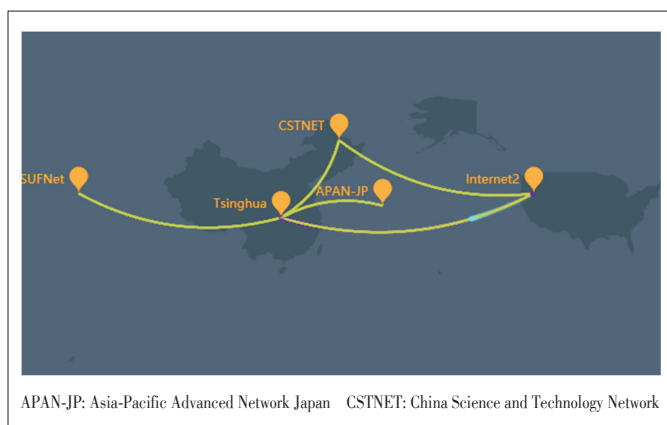 CSTNET
SUFNet
Internet2
APAN-JP
Tsinghua
APAN-JP: Asia-Pacific Advanced Network Japan CSTNET: China Science and Technology Network